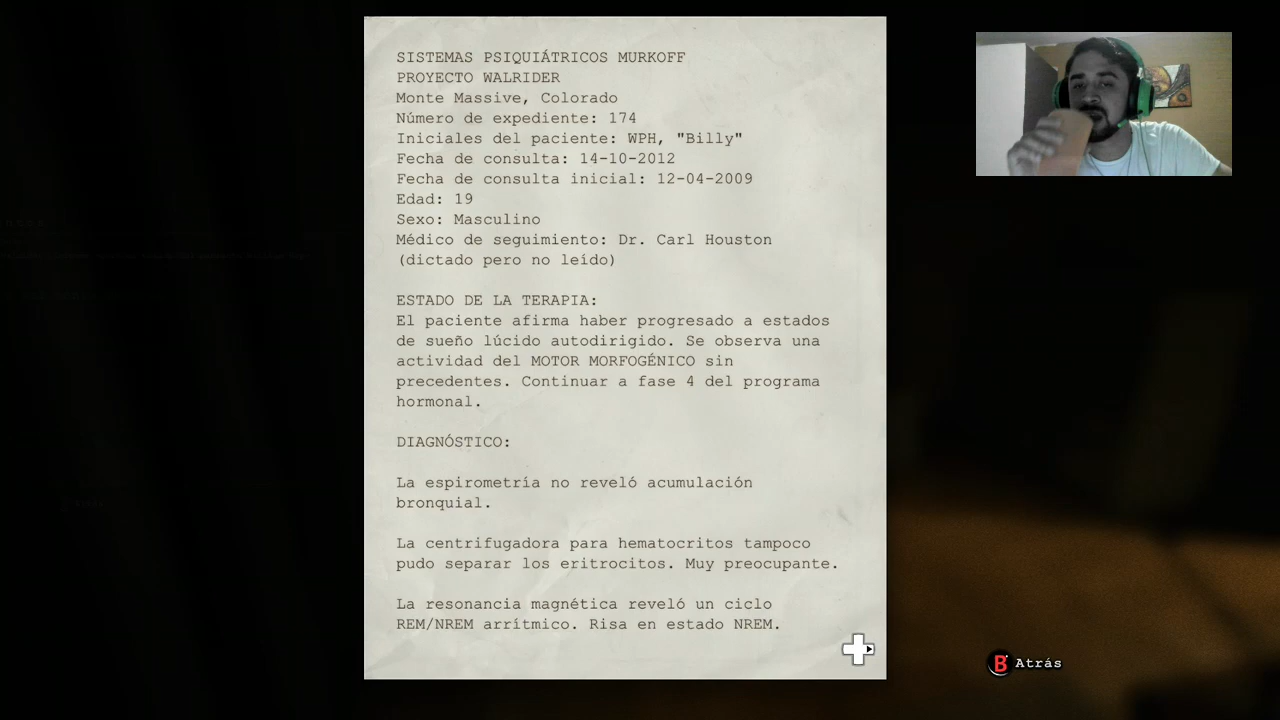 SISTEMAS PSIQUIÁTRICOS MURKOFF
PROYECTO WALRIDER
Monte Massive, Colorado
Número de expediente: 174
Iniciales del paciente: WPH, "Billy"
Fecha de consulta: 14-10-2012
Fecha de consulta inicial: 12-04-2009
Edad: 19
Sexo: Masculino
Médico de seguimiento: Dr. Carl Houston
(dictado pero no leído)
ESTADO DE LA TERAPIA:
El paciente afirma haber progresado a estados
de sueño lúcido autodirigido. Se observa una
actividad del MOTOR MORFOGÉNICO sin
precedentes. Continuar a fase 4 del programa
hormonal.
DIAGNÓSTICO:
La espirometría no reveló acumulación
bronquial.
La centrifugadora para hematocritos tampoco
pudo separar los eritrocitos. Muy preocupante.
La resonancia magnética reveló un ciclo
REM/NREM arrítmico. Risa en estado NREM.
B Atrás